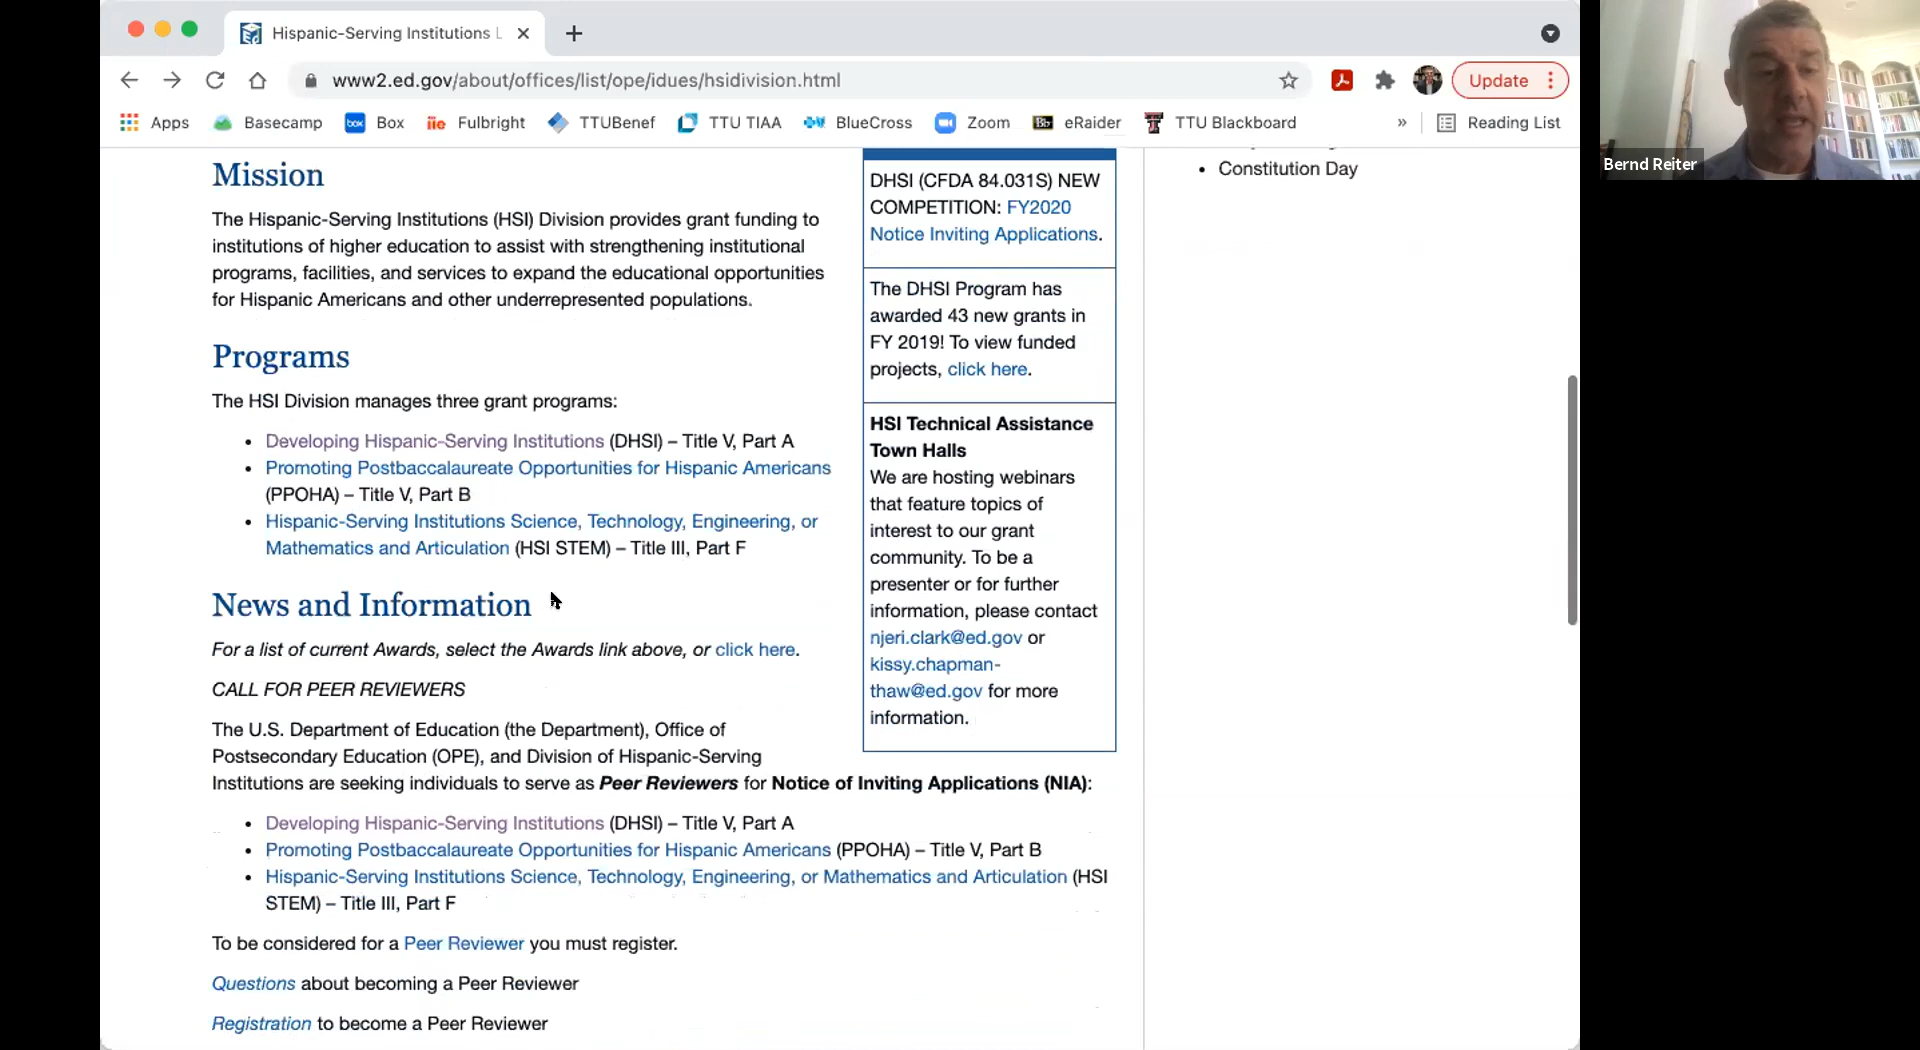 Hispanic-Serving Institutions L
www2.ed.gov/about/offices/list/ope/idues/hsidivision.html
Update
Apps
Basecamp
box
Box
iie
Fulbright
TTUBenef
TTU TIAA
BlueCross
Zoom
Bb
eRaider
TTU Blackboard
»
Reading List
Mission
The Hispanic-Serving Institutions (HSI) Division provides grant funding to
institutions of higher education to assist with strengthening institutional
programs, facilities, and services to expand the educational opportunities
for Hispanic Americans and other underrepresented populations.
Programs
The HSI Division manages three grant programs:
• Developing Hispanic-Serving Institutions (DHSI) – Title V, Part A
• Promoting Postbaccalaureate Opportunities for Hispanic Americans
(PPOHA) – Title V, Part B
• Hispanic-Serving Institutions Science, Technology, Engineering, or
Mathematics and Articulation (HSI STEM) – Title III, Part F
News and Information
For a list of current Awards, select the Awards link above, or click here.
CALL FOR PEER REVIEWERS
The U.S. Department of Education (the Department), Office of
Postsecondary Education (OPE), and Division of Hispanic-Serving
Institutions are seeking individuals to serve as Peer Reviewers for Notice of Inviting Applications (NIA):
• Developing Hispanic-Serving Institutions (DHSI) – Title V, Part A
• Promoting Postbaccalaureate Opportunities for Hispanic Americans (PPOHA) – Title V, Part B
• Hispanic-Serving Institutions Science, Technology, Engineering, or Mathematics and Articulation (HSI
STEM) – Title III, Part F
To be considered for a Peer Reviewer you must register.
Questions about becoming a Peer Reviewer
Registration to become a Peer Reviewer
DHSI (CFDA 84.031S) NEW
COMPETITION: FY2020
Notice Inviting Applications.
The DHSI Program has
awarded 43 new grants in
FY 2019! To view funded
projects, click here.
HSI Technical Assistance
Town Halls
We are hosting webinars
that feature topics of
interest to our grant
community. To be a
presenter or for further
information, please contact
njeri.clark@ed.gov or
kissy.chapman-
thaw@ed.gov for more
information.
• Constitution Day
Bernd Reiter